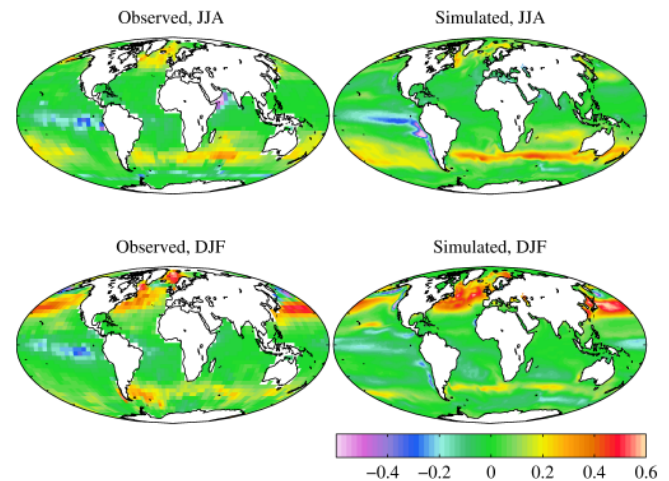 Observed, JJA
Simulated, JJA
Observed, DJF
Simulated, DJF
−0.4 −0.2 0 0.2 0.4 0.6